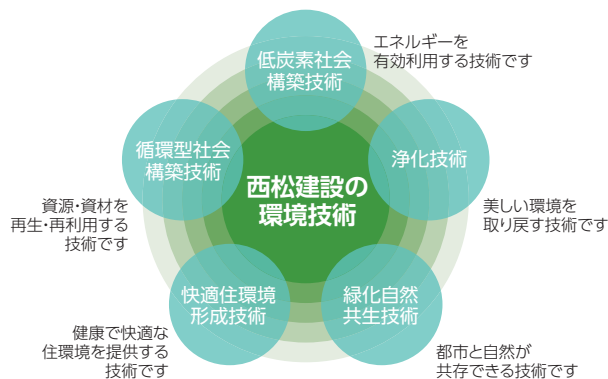 低炭素社会
構築技術
エネルギーを
有効利用する技術です
浄化技術
美しい環境を
取り戻す技術です
緑化自然
共生技術
都市と自然が
共存できる技術です
快適住環境
形成技術
健康で快適な
住環境を提供する
技術です
循環型社会
構築技術
資源・資材を
再生・再利用する
技術です
西松建設の
環境技術